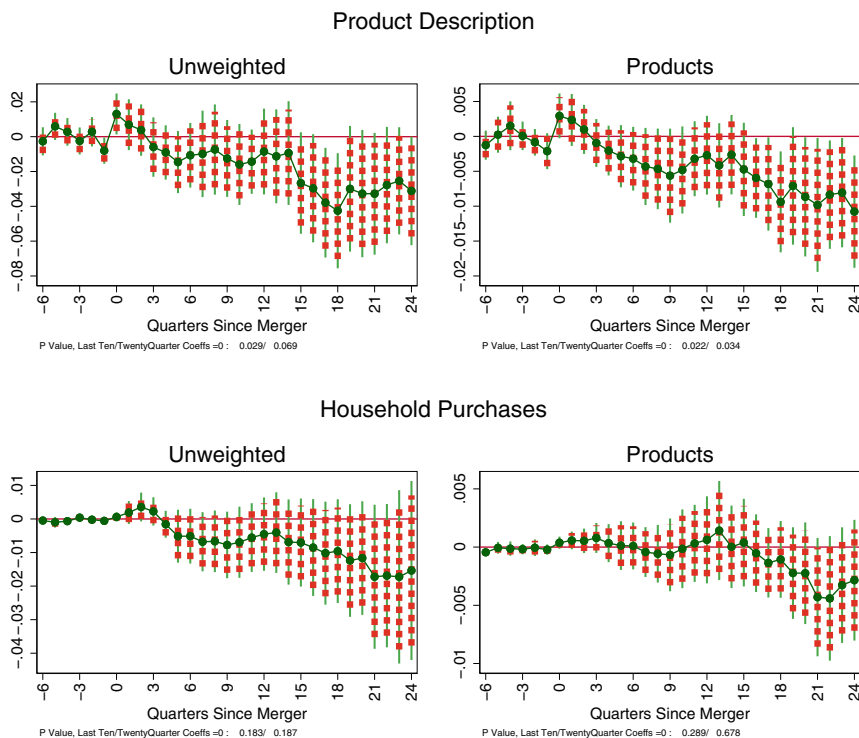 Product Description
Unweighted
Products
.02
0
-.02
-.04
-.06
-.08
.005
0
-.005
-.01
-.015
-.02
-6 -3 0 3 6 9 12 15 18 21 24
-6 -3 0 3 6 9 12 15 18 21 24
Quarters Since Merger
Quarters Since Merger
P Value, Last Ten/TwentyQuarter Coeffs =0 : 0.029/ 0.069
P Value, Last Ten/TwentyQuarter Coeffs =0 : 0.022/ 0.034
Household Purchases
Unweighted
Products
.01
0
-.01
-.02
-.03
-.04
.005
0
-.005
-.01
-6 -3 0 3 6 9 12 15 18 21 24
-6 -3 0 3 6 9 12 15 18 21 24
Quarters Since Merger
Quarters Since Merger
P Value, Last Ten/TwentyQuarter Coeffs =0 : 0.183/ 0.187
P Value, Last Ten/TwentyQuarter Coeffs =0 : 0.289/ 0.678